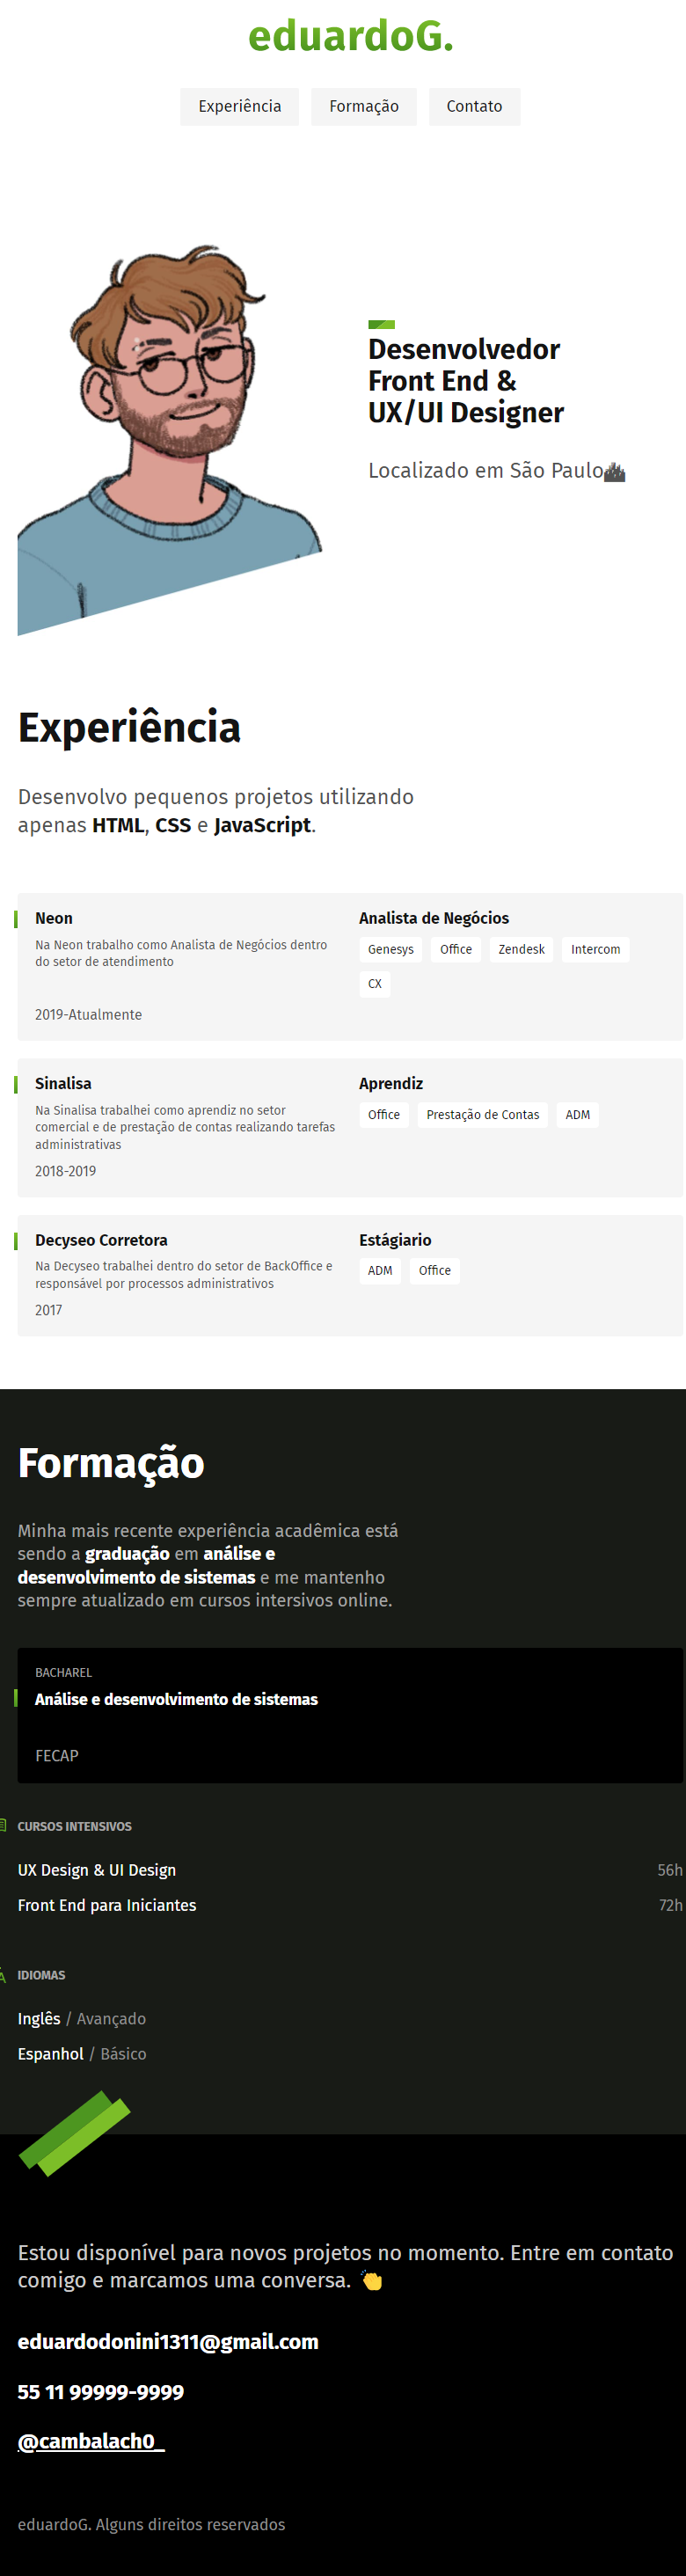 eduardoG.
Experiência
Formação
Contato
Desenvolvedor
Front End &
UX/UI Designer
Localizado em São Paulo
Experiência
Desenvolvo pequenos projetos utilizando
apenas HTML, CSS e JavaScript.
Neon
Na Neon trabalho como Analista de Negócios dentro
do setor de atendimento
2019-Atualmente
Analista de Negócios
Genesys Office Zendesk Intercom
CX
Sinalisa
Na Sinalisa trabalhei como aprendiz no setor
comercial e de prestação de contas realizando tarefas
administrativas
2018-2019
Aprendiz
Office Prestação de Contas ADM
Decyseo Corretora
Na Decyseo trabalhei dentro do setor de BackOffice e
responsável por processos administrativos
2017
Estágiario
ADM Office
Formação
Minha mais recente experiência acadêmica está
sendo a graduação em análise e
desenvolvimento de sistemas e me mantenho
sempre atualizado em cursos intersivos online.
BACHAREL
Análise e desenvolvimento de sistemas
FECAP
CURSOS INTENSIVOS
UX Design & UI Design 56h
Front End para Iniciantes 72h
IDIOMAS
Inglês / Avançado
Espanhol / Básico
Estou disponível para novos projetos no momento. Entre em contato
comigo e marcamos uma conversa. 👏
eduardodonini1311@gmail.com
55 11 99999-9999
@cambalach0_
eduardoG. Alguns direitos reservados